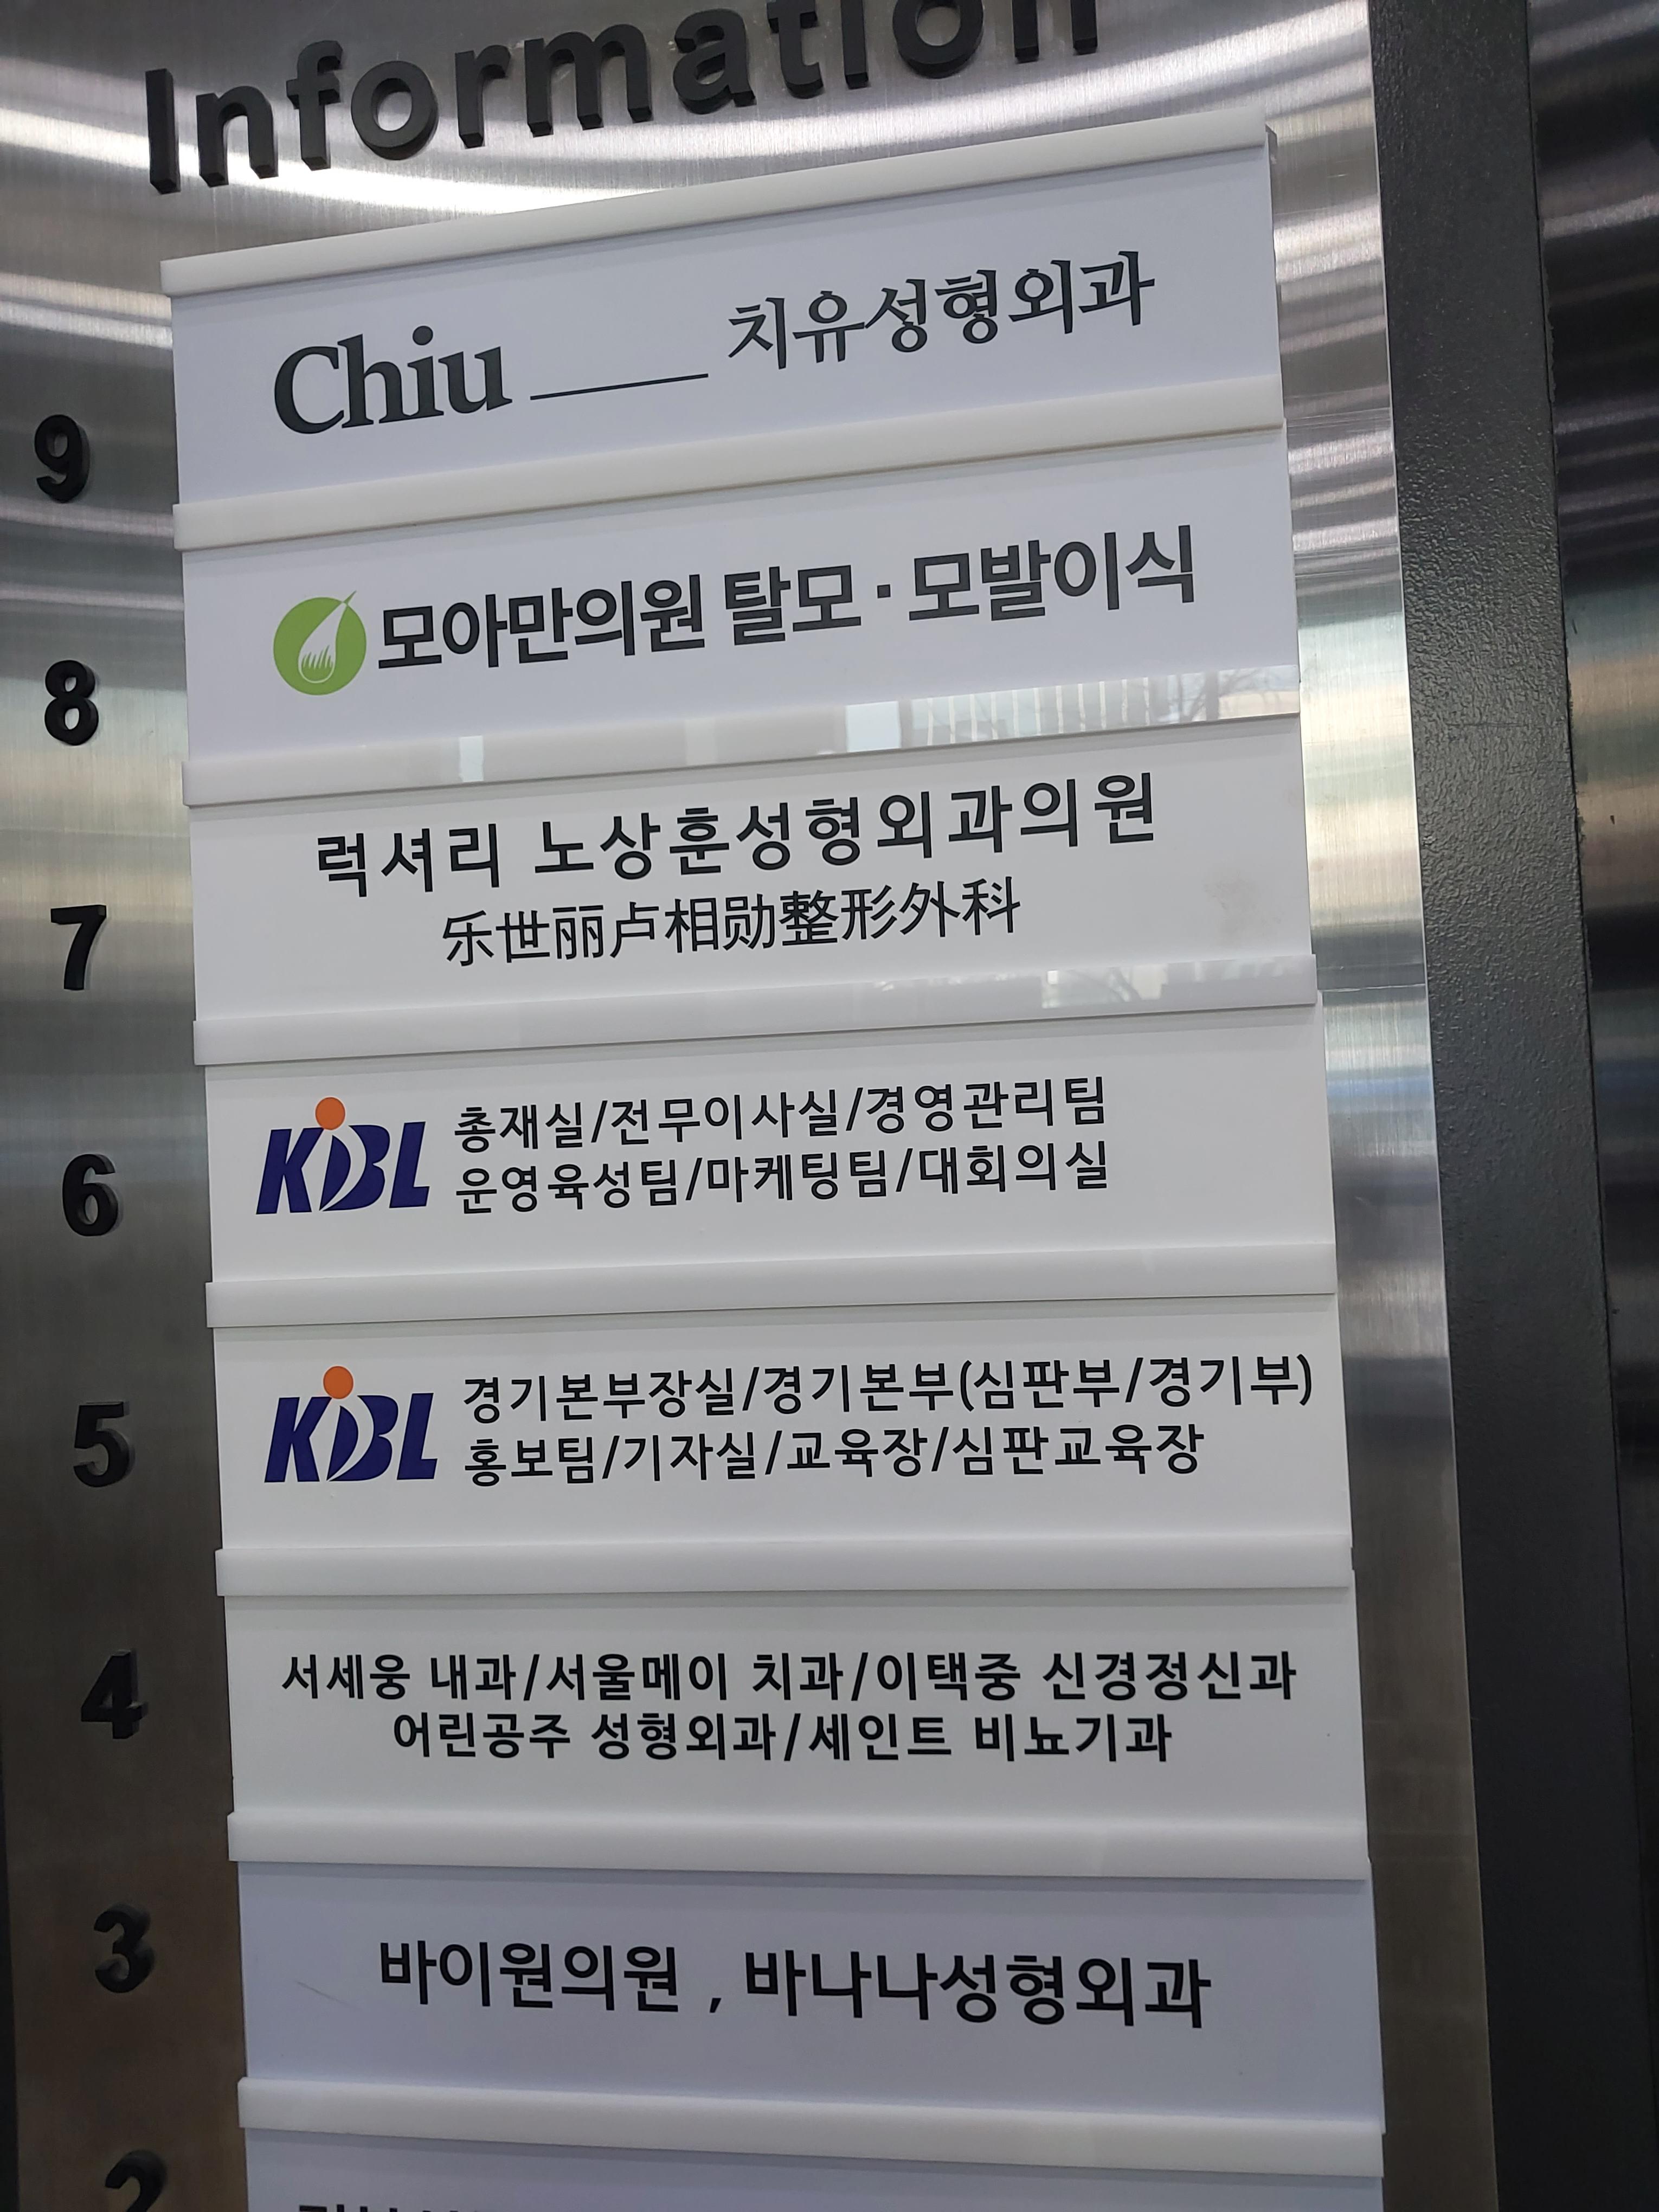 Information
9
Chiu 치유성형외과
8
모아만의원 탈모·모발이식
7
럭셔리 노상훈성형외과의원
乐世丽卢相勋整形外科
6
KBL
총재실/전무이사실/경영관리팀
운영육성팀/마케팅팀/대회의실
5
KBL
경기본부장실/경기본부(심판부/경기부)
홍보팀/기자실/교육장/심판교육장
4
서세웅 내과/서울메이 치과/이택중 신경정신과
어린공주 성형외과/세인트 비뇨기과
3
바이원의원 , 바나나성형외과
2